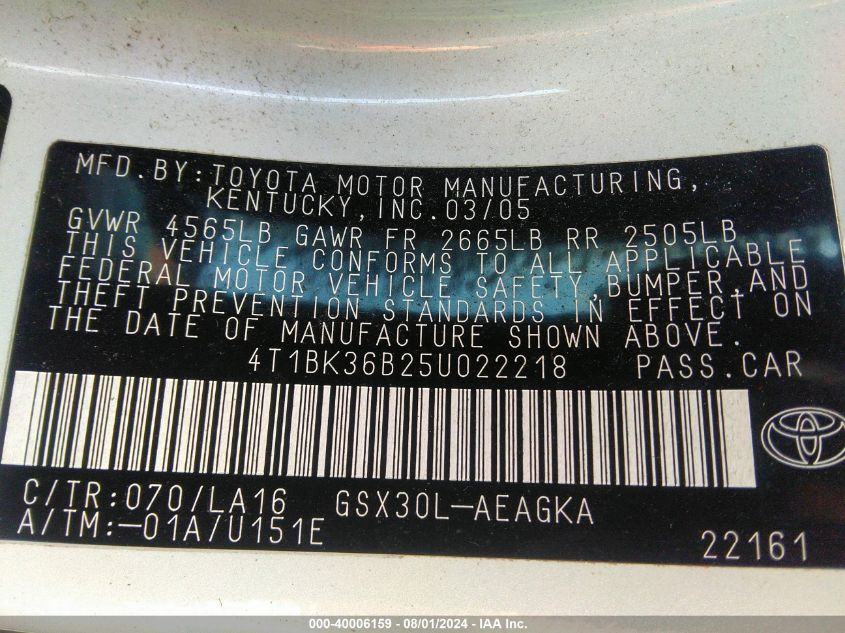 MFD.BY:TOYOTA MOTOR MANUFACTURING,
KENTUCKY,INC.03/05
GVWR 4565LB GAWR FR 2665LB RR 2505LB
THIS VEHICLE CONFORMS TO ALL APPLICABLE
FEDERAL MOTOR VEHICLE SAFETY,BUMPER,AND
THEFT PREVENTION STANDARDS IN EFFECT ON
THE DATE OF MANUFACTURE SHOWN ABOVE.
4T1BK36B25U022218 PASS.CAR
C/TR:070/LA16 GSX30L-AEAGKA
A/TM:-01A/U151E
22161
000-40006159 - 08/01/2024 - IAA Inc.